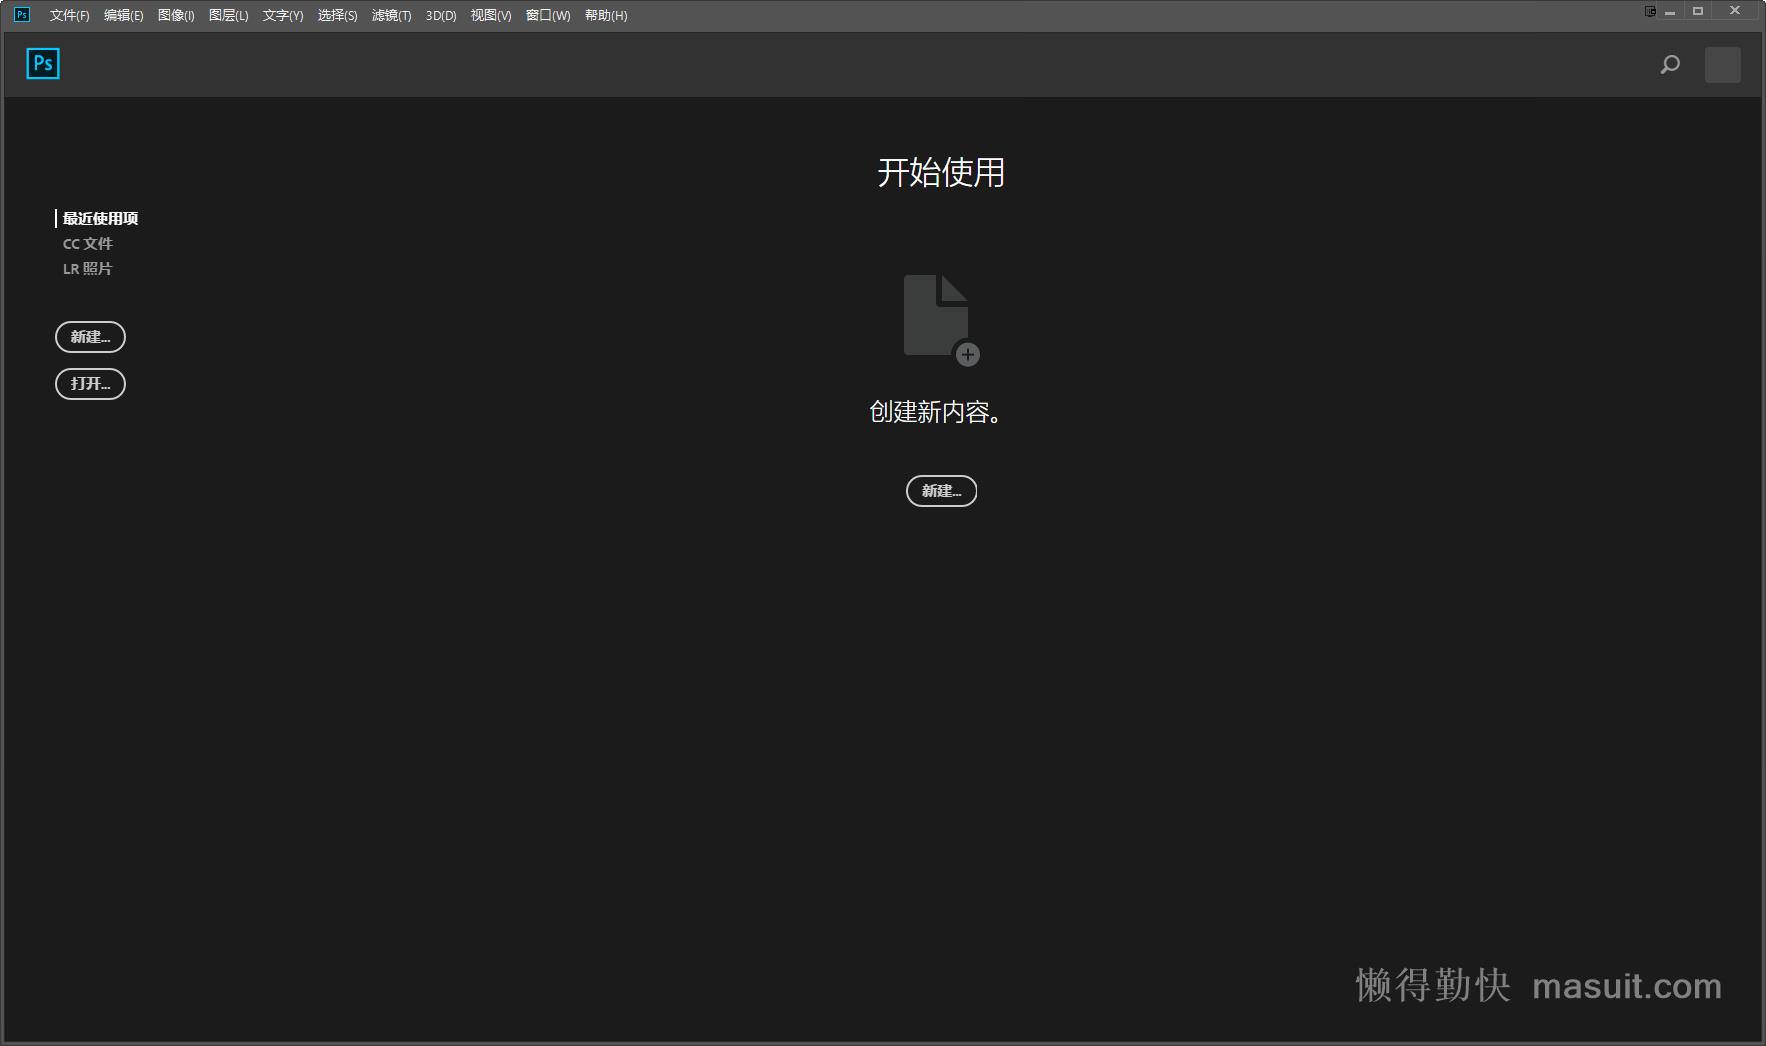 Ps 文件(F) 编辑(E) 图像(I) 图层(L) 文字(Y) 选择(S) 滤镜(T) 3D(D) 视图(V) 窗口(W) 帮助(H)
Ps
开始使用
最近使用项
CC 文件
LR 照片
新建...
打开...
创建新内容。
新建...
懒得勤快 masuit.com